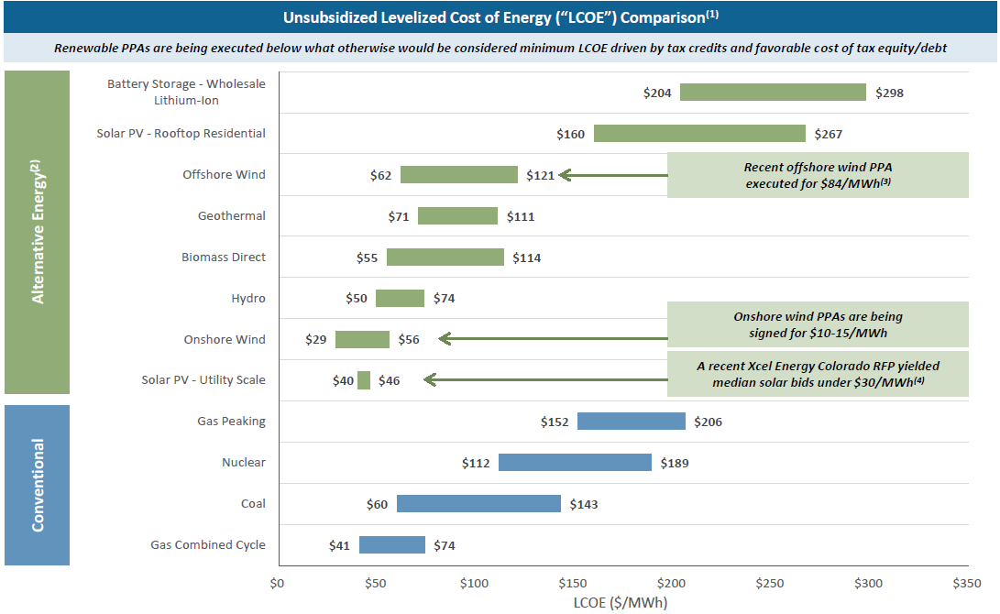 Unsubsidized Levelized Cost of Energy (“LCOE”) Comparison(1)
Renewable PPAs are being executed below what otherwise would be considered minimum LCOE driven by tax credits and favorable cost of tax equity/debt
Alternative Energy(2)
Battery Storage - Wholesale
Lithium-Ion
$204
$298
Solar PV - Rooftop Residential
$160
$267
Offshore Wind
$62
$121
Recent offshore wind PPA
executed for $84/MWh(3)
Geothermal
$71
$111
Biomass Direct
$55
$114
Hydro
$50
$74
Onshore Wind
$29
$56
Onshore wind PPAs are being
signed for $10-15/MWh
Solar PV - Utility Scale
$40
$46
A recent Xcel Energy Colorado RFP yielded
median solar bids under $30/MWh(4)
Conventional
Gas Peaking
$152
$206
Nuclear
$112
$189
Coal
$60
$143
Gas Combined Cycle
$41
$74
$0
$50
$100
$150
$200
$250
$300
$350
LCOE ($/MWh)